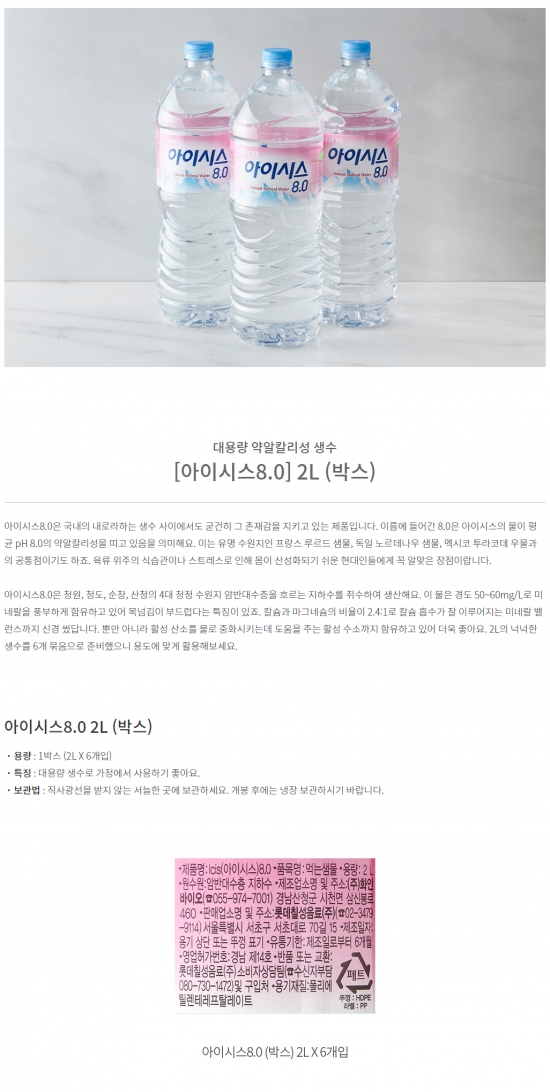 아이시스
8.0
Natural Mineral Water
아이시스
8.0
Natural Mineral Water
아이시스
8.0
Natural Mineral Water
대용량 약알칼리성 생수
[아이시스8.0] 2L (박스)
아이시스8.0은 국내의 내로라하는 생수 사이에서도 굳건히 그 존재감을 지키고 있는 제품입니다. 이름에 들어간 8.0은 아이시스의 물이 평
균 pH 8.0의 약알칼리성을 띠고 있음을 의미해요. 이는 유명 수원지인 프랑스 루르드 샘물, 독일 노르데나우 샘물, 멕시코 투라코데 우물과
의 공통점이기도 하죠. 육류 위주의 식습관이나 스트레스로 인해 몸이 산성화되기 쉬운 현대인들에게 꼭 알맞은 장점이랍니다.
아이시스8.0은 청원, 청도, 순창, 산청의 4대 청정 수원지 암반대수층을 흐르는 지하수를 취수하여 생산해요. 이 물은 경도 50~60mg/L로 미
네랄을 풍부하게 함유하고 있어 목넘김이 부드럽다는 특징이 있죠. 칼슘과 마그네슘의 비율이 2.4:1로 칼슘 흡수가 잘 이루어지는 미네랄 밸
런스까지 신경 썼답니다. 뿐만 아니라 활성 산소를 물로 중화시키는데 도움을 주는 활성 수소까지 함유하고 있어 더욱 좋아요. 2L의 넉넉한
생수를 6개 묶음으로 준비했으니 용도에 맞게 활용해보세요.
아이시스8.0 2L (박스)
· 용량 : 1박스 (2L X 6개입)
· 특징 : 대용량 생수로 가정에서 사용하기 좋아요.
· 보관법 : 직사광선을 받지 않는 서늘한 곳에 보관하세요. 개봉 후에는 냉장 보관하시기 바랍니다.
•제품명:Icis(아이시스)8.0 •품목명: 먹는샘물 •용량: 2 L
•원수원:암반대수층 지하수 •제조업소명 및 주소:(주)화인
바이오(☎055-974-7001) 경남산청군 시천면 삼신봉로
460 •판매업소명 및 주소:롯데칠성음료(주)(☎02-3479
-9114) 서울특별시 서초구 서초대로 70길 15 •제조일자:
용기 상단 또는 뚜껑 표기 •유통기한: 제조일로부터 6개월
•영업허가번호:경남 제14호 •반품 또는 교환:
롯데칠성음료(주)소비자상담팀(☎수신자부담
080-730-1472)및 구입처 •용기재질:폴리에
틸렌테레프탈레이트
페트
뚜껑 : HDPE
라벨 : PP
아이시스8.0 (박스) 2L X 6개입